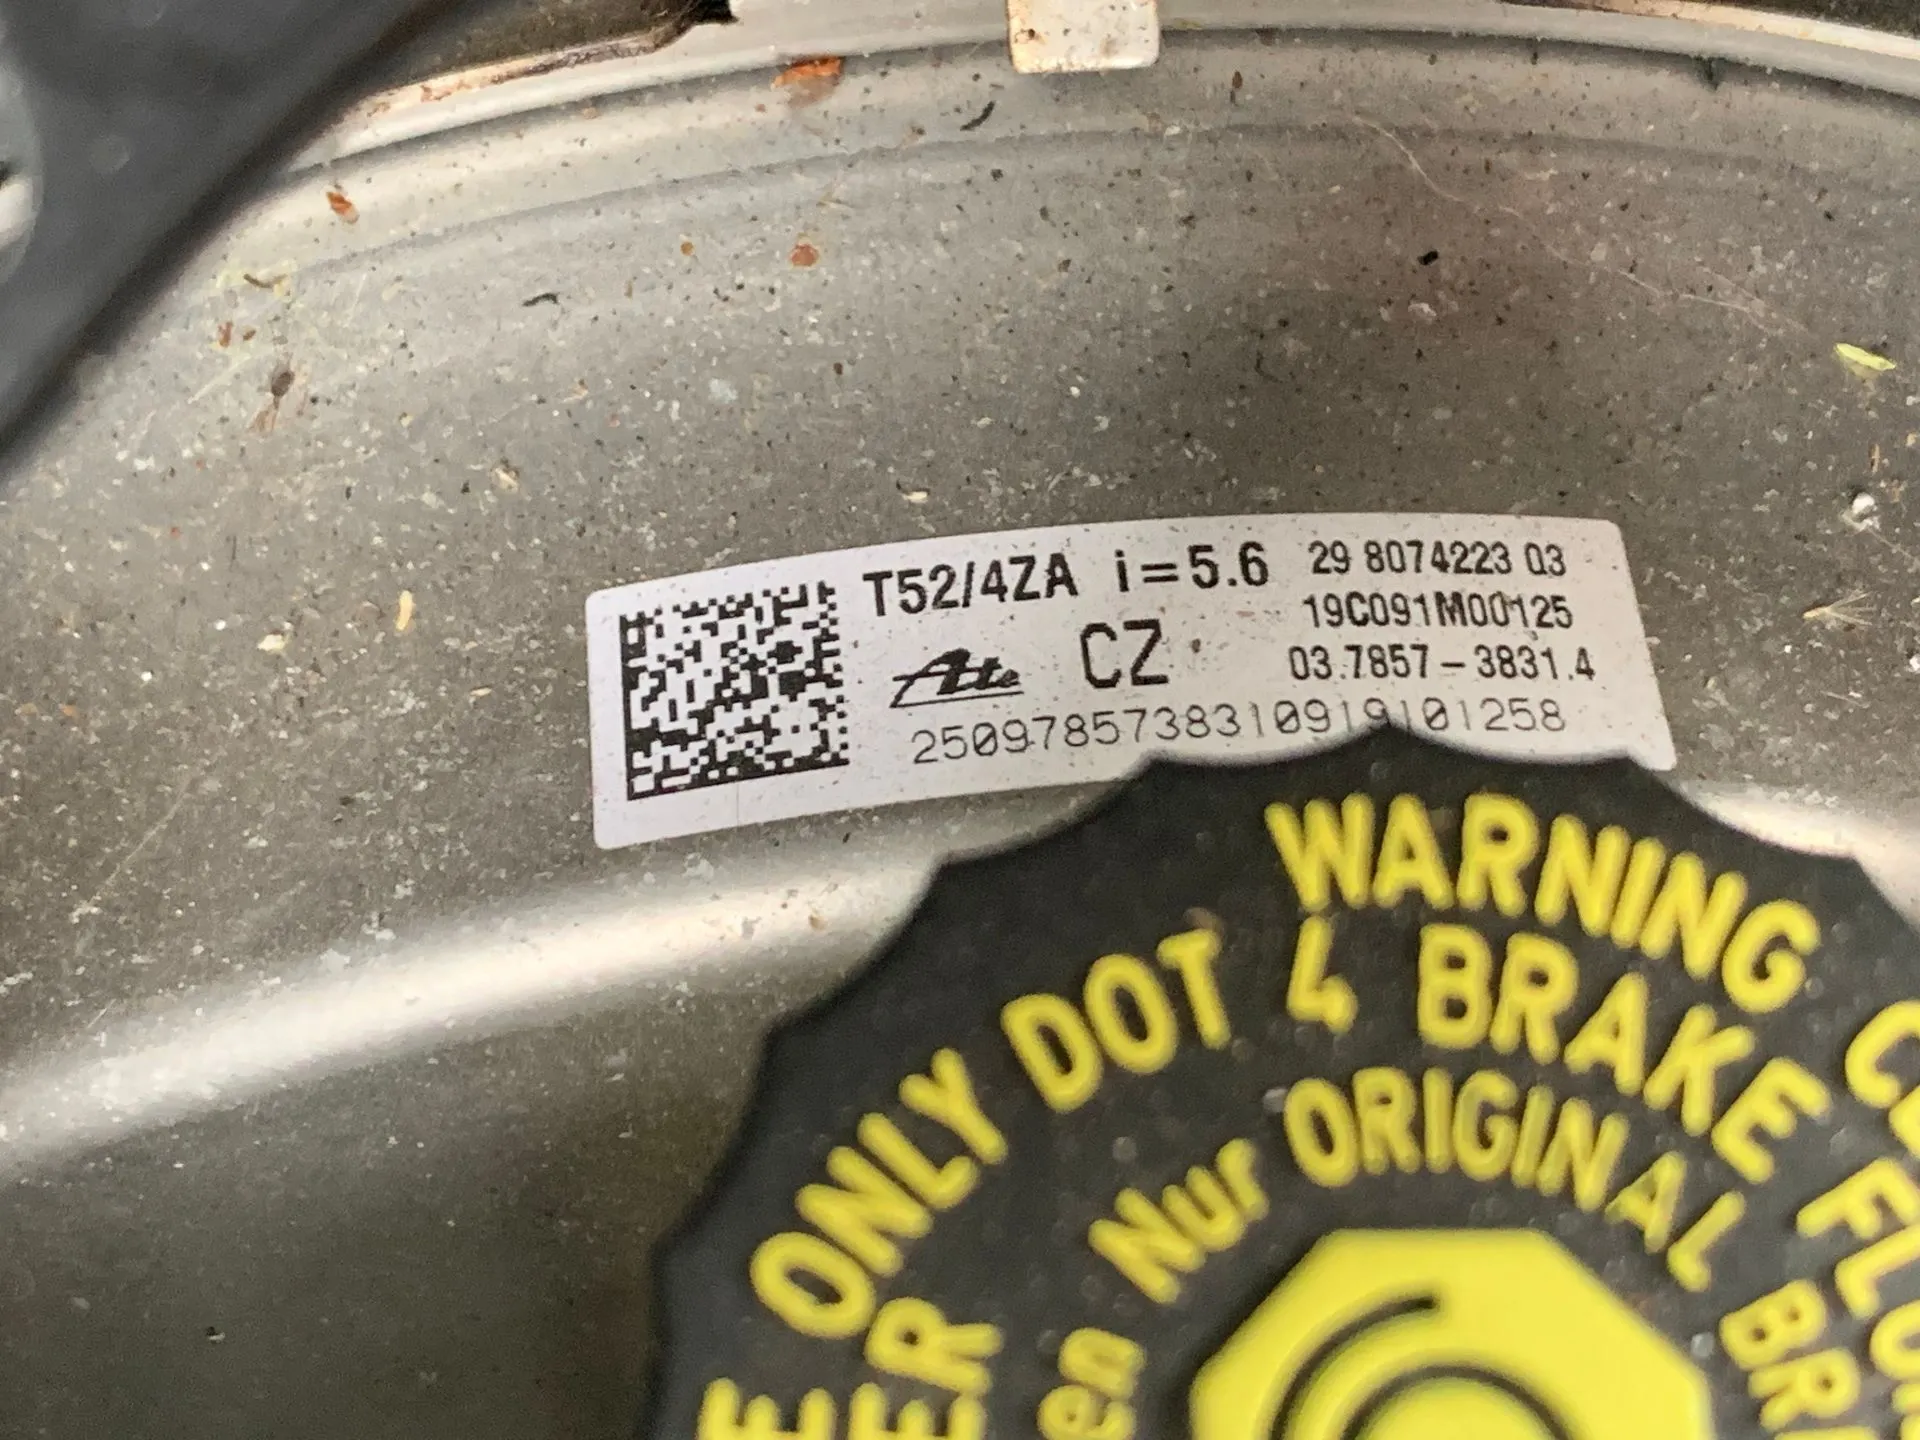 T52/4ZA i=5.6 29 8074223 03
19C091M00125
Ate CZ 03.7857-3831.4
2509785738310919101258
WARNING
ONLY DOT 4 BRAKE
Nur ORIGINAL